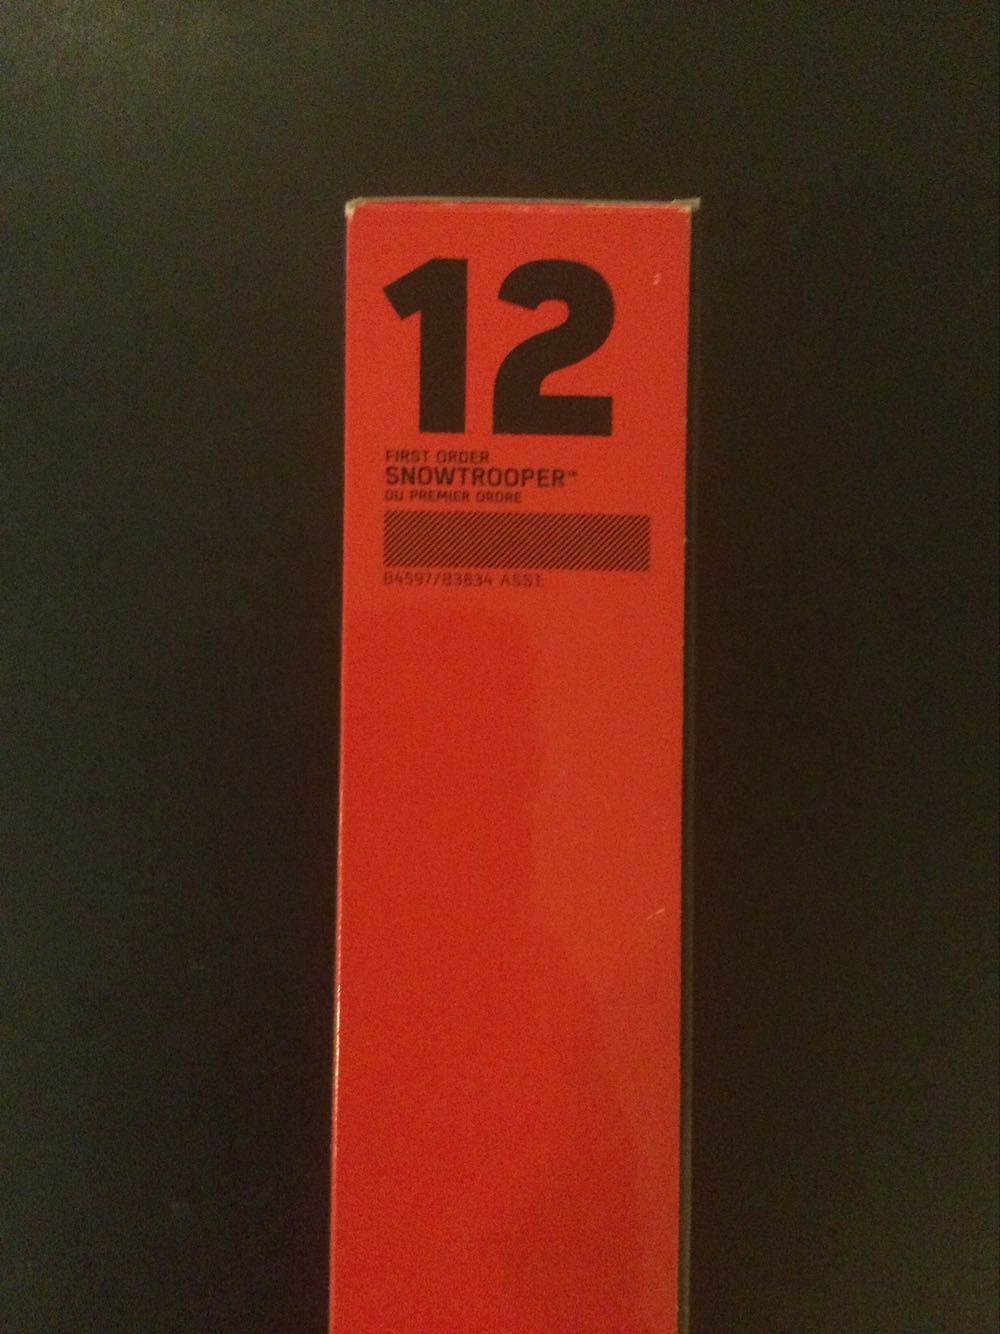 12
FIRST ORDER
SNOWTROOPER™
DU PREMIER ORDRE
B4597/B3834 ASST.